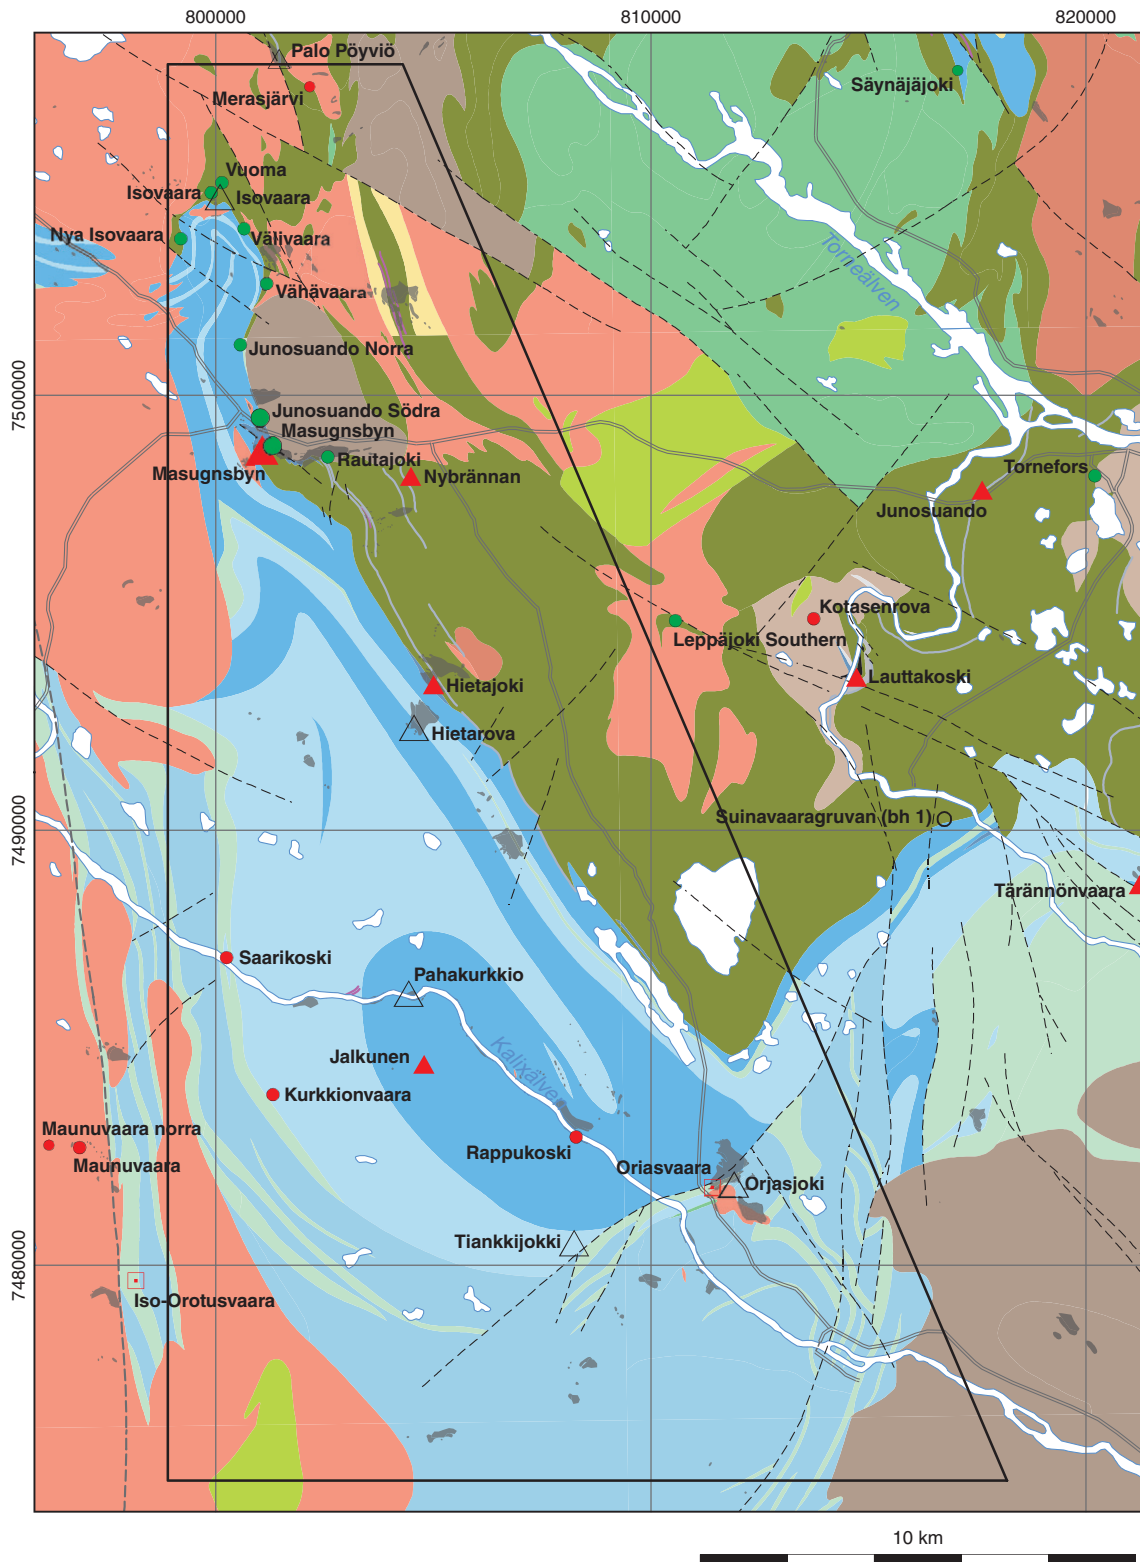 800000
810000
820000
Palo Pöyviö
Merasjärvi
Säynäjäjoki
Vuoma
Isovaara
Isovaara
Nya Isovaara
Välivaara
Torneälven
Vähävaara
Junosuando Norra
7500000
Junosuando Södra
Masugnsbyn
Masugnsbyn
Rautajoki
Nybrännan
Tornefors
Junosuando
Kotasenrova
Leppäjoki Southern
Hietajoki
Lauttakoski
Hietarova
7490000
Suinavaaragruvan (bh 1)
Tärännönvaara
Saarikoski
Pahakurkkio
Kalixälven
Jalkunen
Kurkkionvaara
Maunuvaara norra
Maunuvaara
Rappukoski
Oriasvaara
Orjasjoki
Tiankkijokki
7480000
Iso-Orotusvaara
10 km